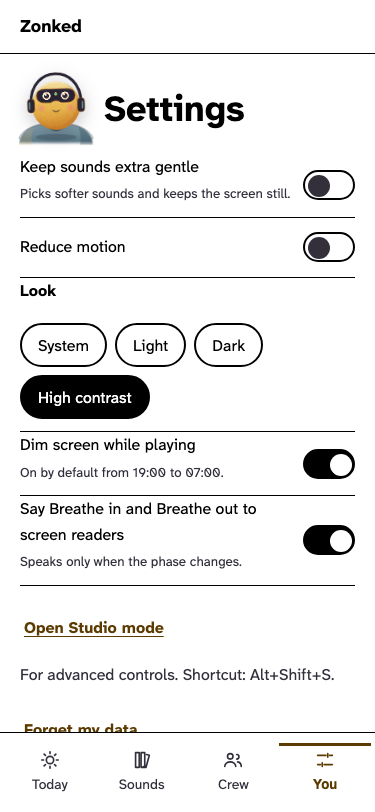 Zonked
Settings
Keep sounds extra gentle
Picks softer sounds and keeps the screen still.
Reduce motion
Look
System
Light
Dark
High contrast
Dim screen while playing
On by default from 19:00 to 07:00.
Say Breathe in and Breathe out to
screen readers
Speaks only when the phase changes.
Open Studio mode
For advanced controls. Shortcut: Alt+Shift+S.
Forget my data
Today
Sounds
Crew
You